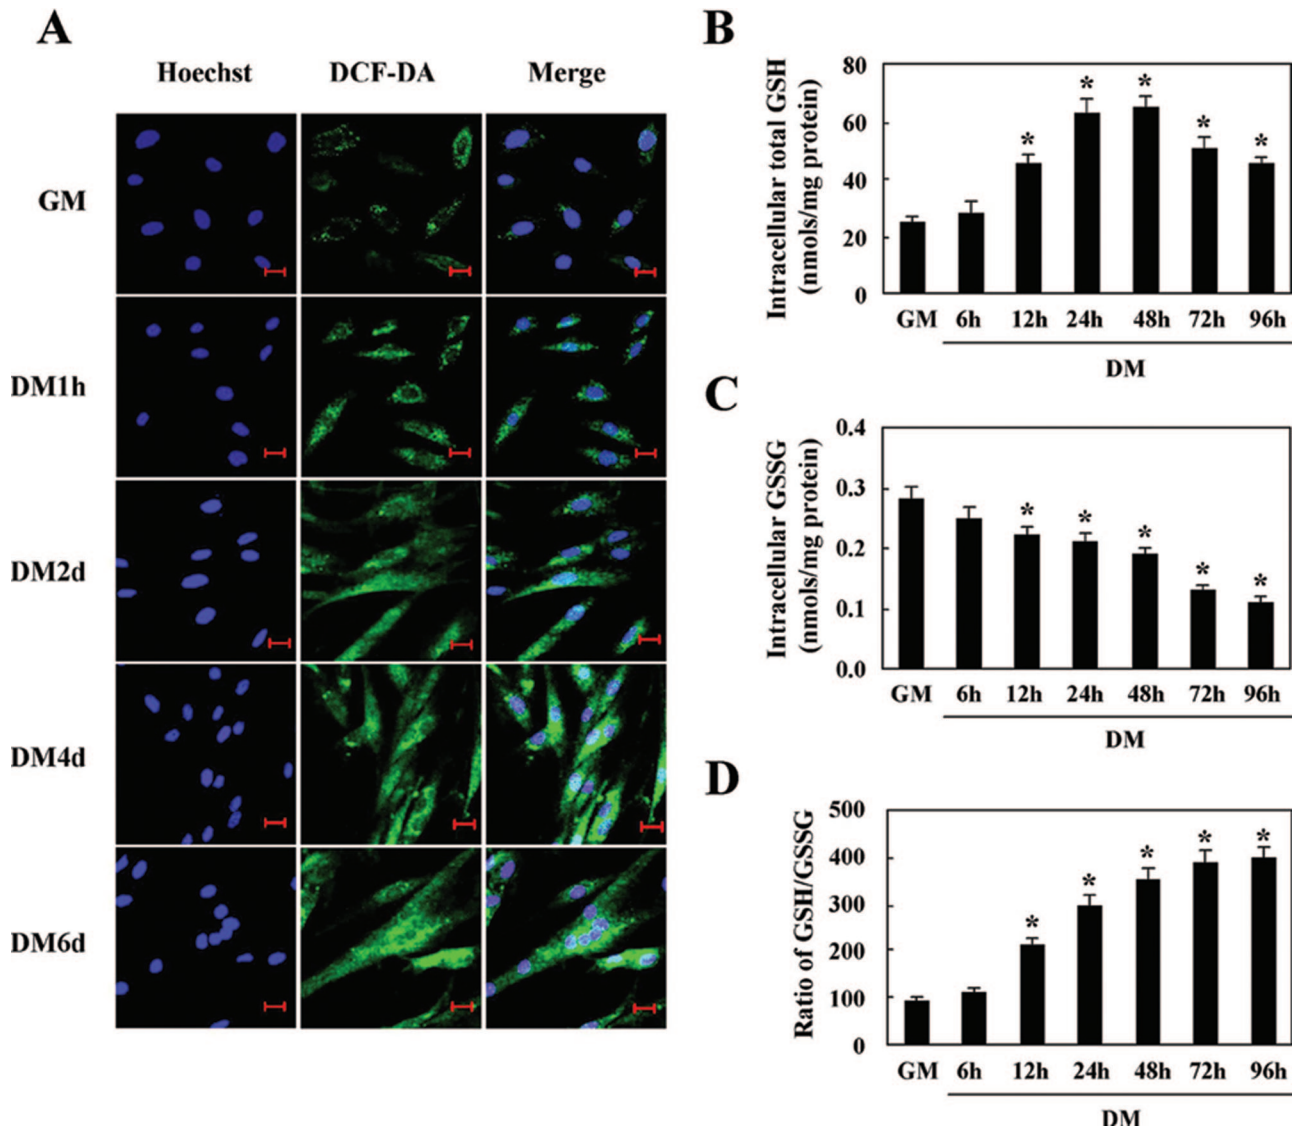 A
Hoechst DCF-DA Merge
GM
DM1h
DM2d
DM4d
DM6d
B
Intracellular total GSH
(nmols/mg protein)
80
60
40
20
0
* * * * *
GM 6h 12h 24h 48h 72h 96h
DM
C
Intracellular GSSG
(nmols/mg protein)
0.4
0.3
0.2
0.1
0.0
* * * * *
GM 6h 12h 24h 48h 72h 96h
DM
D
Ratio of GSH/GSSG
500
400
300
200
100
0
* * * * *
GM 6h 12h 24h 48h 72h 96h
DM